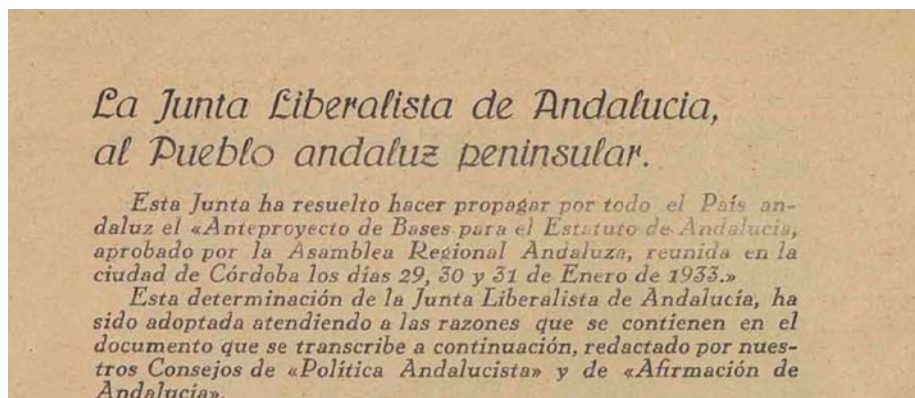 La Junta Liberalista de Andalucia,
al Pueblo andaluz peninsular.
Esta Junta ha resuelto hacer propagar por todo el País an-
daluz el «Anteproyecto de Bases para el Estatuto de Andalucía,
aprobado por la Asamblea Regional Andaluza, reunida en la
ciudad de Córdoba los días 29, 30 y 31 de Enero de 1933.»
Esta determinación de la Junta Liberalista de Andalucía, ha
sido adoptada atendiendo a las razones que se contienen en el
documento que se transcribe a continuación, redactado por nues-
tros Consejos de «Política Andalucista» y de «Afirmación de
Andalucía».